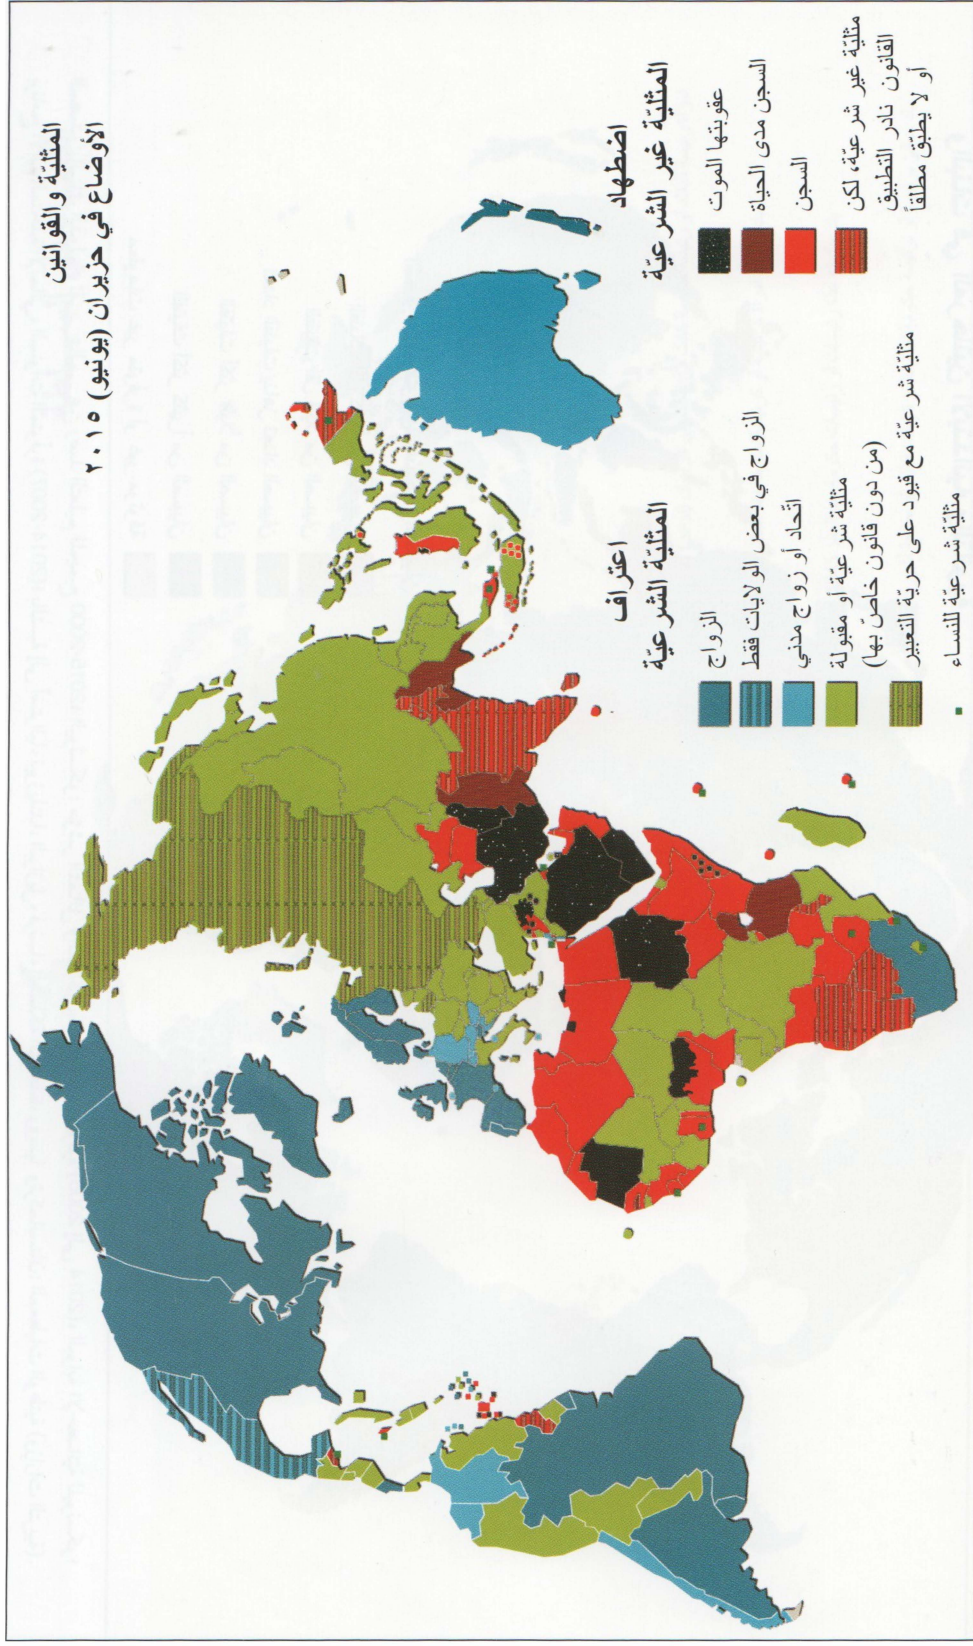 المثليّة والقوانين
الأوضاع في حزيران (يونيو) ٢٠١٥
اعتراف
المثليّة الشرعيّة
الزواج
الزواج في بعض الولايات فقط
اتّحاد أو زواج مدني
مثليّة شرعيّة أو مقبولة
(من دون قانون خاصّ بها)
مثليّة شرعيّة مع قيود على حريّة التعبير
مثليّة شرعيّة للنساء
اضطهاد
المثليّة غير الشرعيّة
عقوبتها الموت
السجن مدى الحياة
السجن
مثليّة غير شرعيّة، لكن
القانون نادر التطبيق
أو لا يطبّق مطلقاً